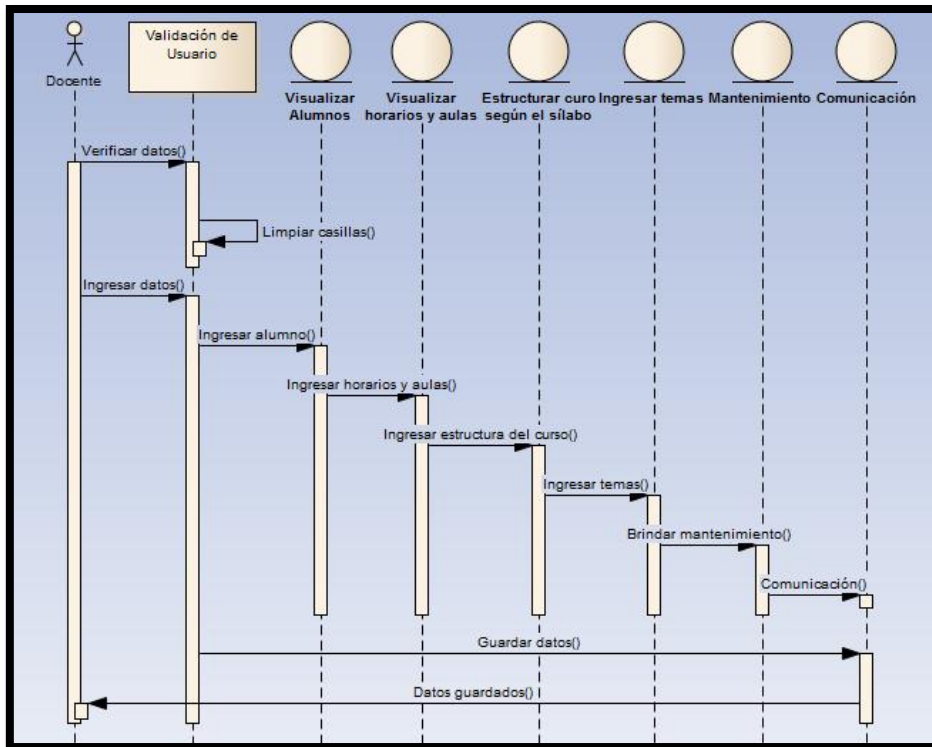 Docente
Validación de
Usuario
Visualizar
Alumnos
Visualizar
horarios y aulas
Estructurar curo
según el sílabo
Ingresar temas
Mantenimiento
Comunicación
Verificar datos()
Limpiar casillas()
Ingresar datos()
Ingresar alumno()
Ingresar horarios y aulas()
Ingresar estructura del curso()
Ingresar temas()
Brindar mantenimiento()
Comunicación()
Guardar datos()
Datos guardados()